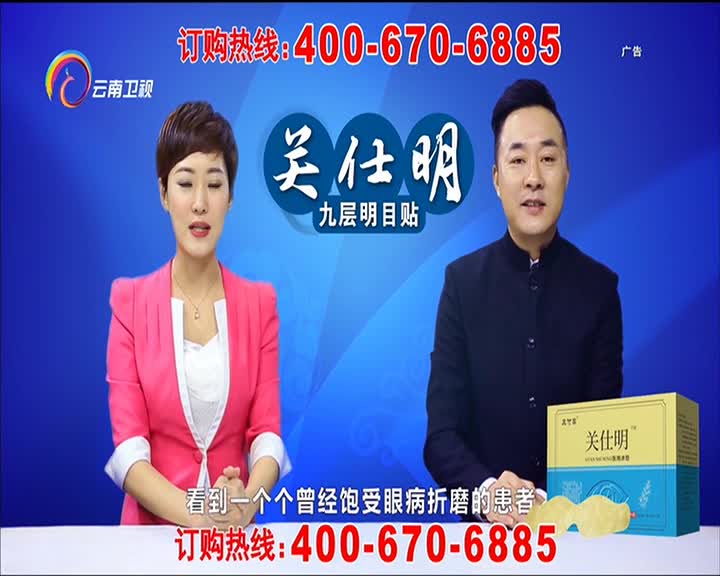 订购热线:400-670-6885
广告
云南卫视
关仕明
九层明目贴
关仕明
看到一个个曾经饱受眼病折磨的患者
订购热线:400-670-6885